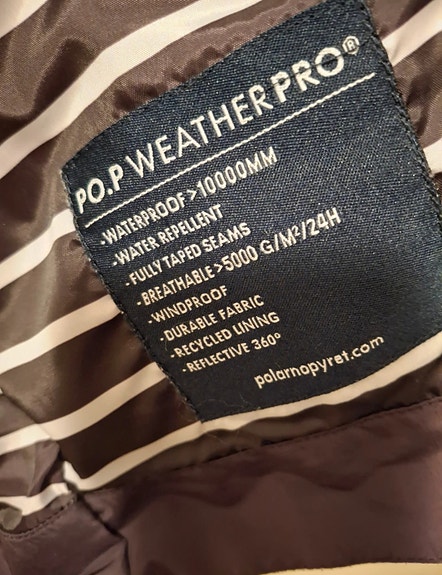 PO.P WEATHERPRO®
-WATERPROOF >10000MM
-WATER REPELLENT
-FULLY TAPED SEAMS
-BREATHABLE >5000 G/M²/24H
-WINDPROOF
-DURABLE FABRIC
-RECYCLED LINING
-REFLECTIVE 360°
polarnopyret.com